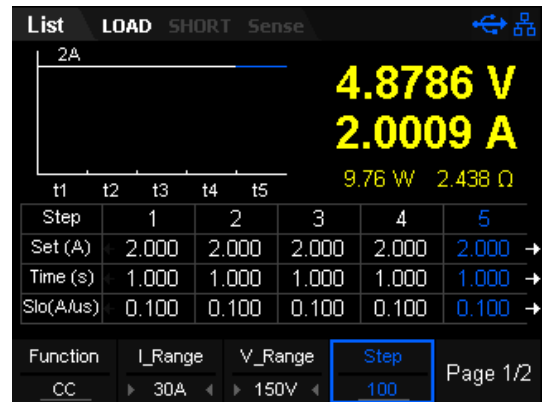 List LOAD SHORT Sense
2A
4.8786 V
2.0009 A
9.76 W 2.438 Ω
t1 t2 t3 t4 t5
Step 1 2 3 4 5
Set (A) 2.000 2.000 2.000 2.000 2.000
Time (s) 1.000 1.000 1.000 1.000 1.000
Slo(A/us) 0.100 0.100 0.100 0.100 0.100
Function I_Range V_Range Step Page 1/2
CC 30A 150V 100